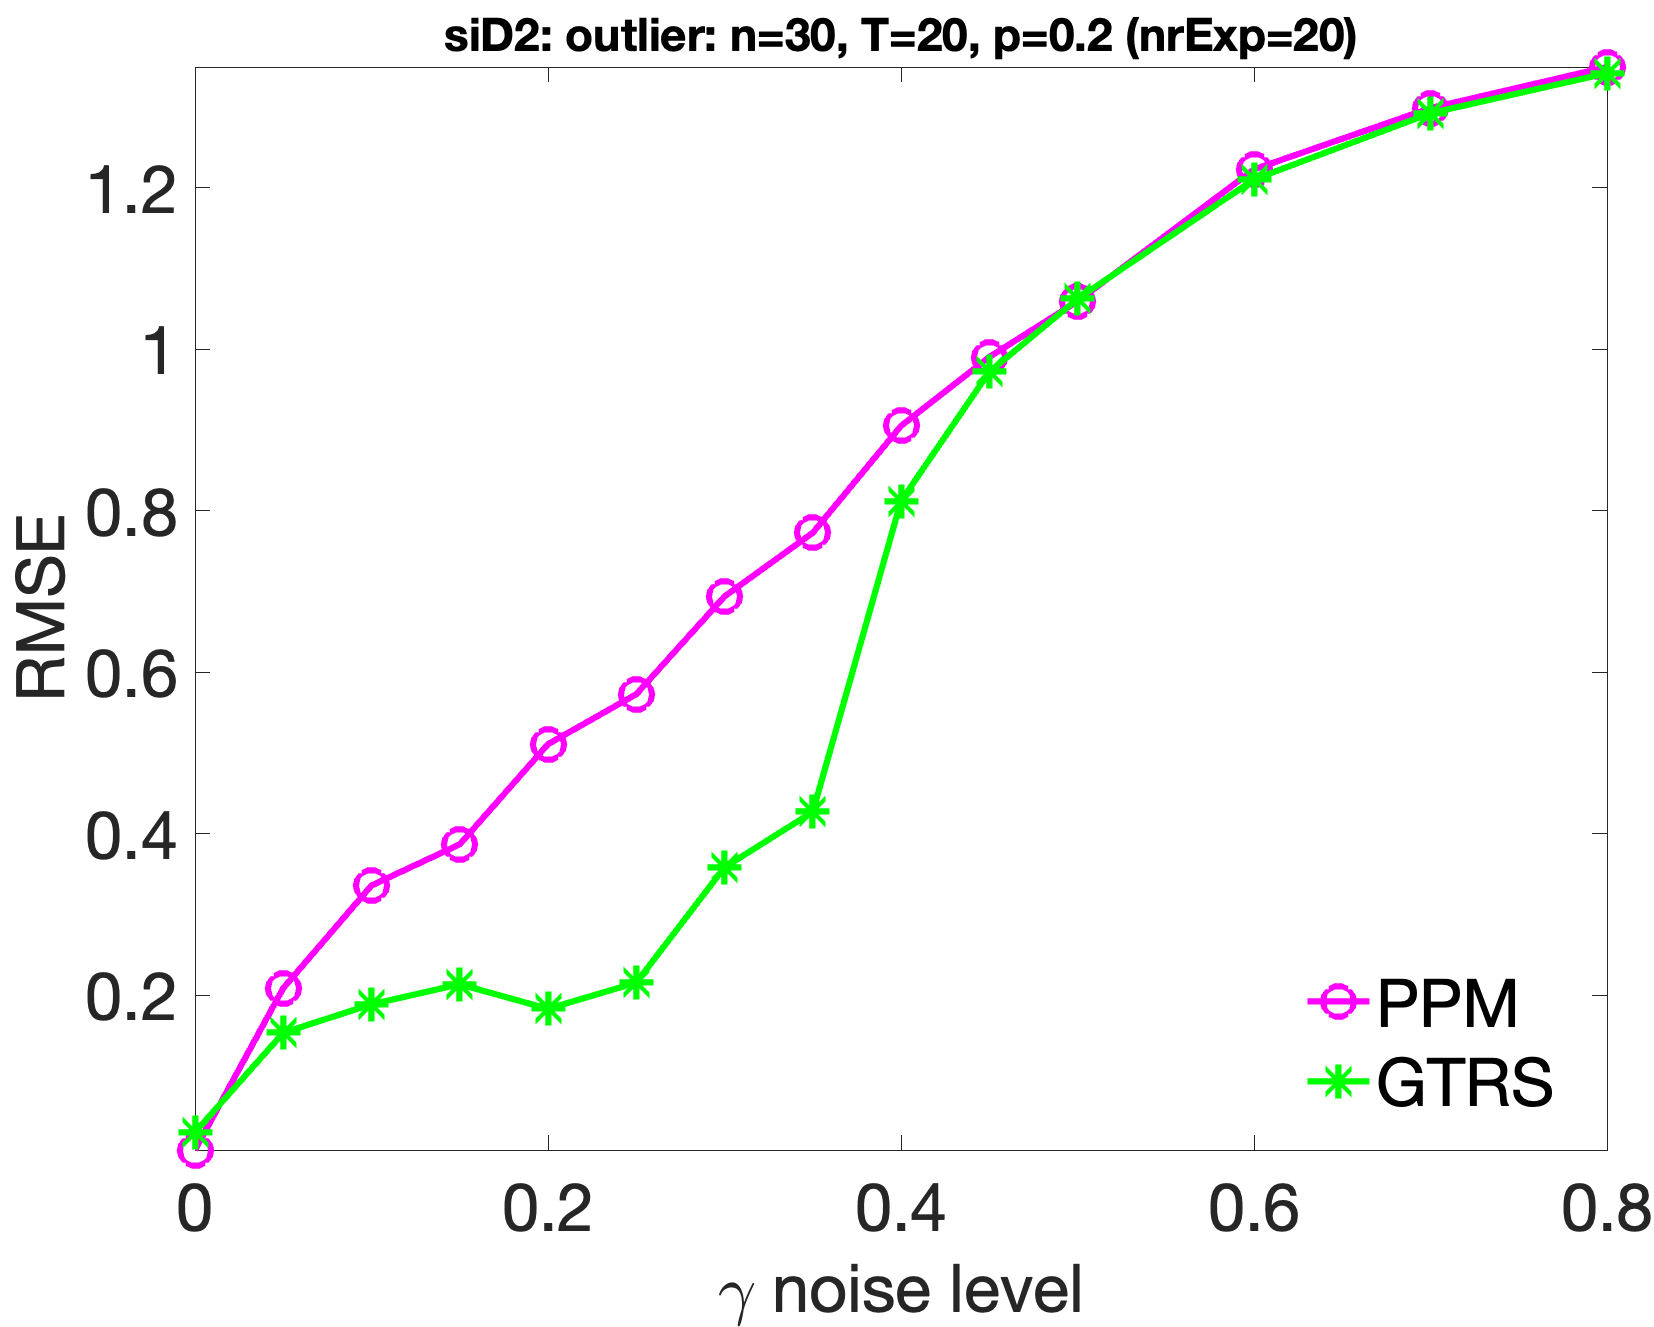 siD2: outlier: n=30, T=20, p=0.2 (nrExp=20)
1.2
1
0.8
0.6
0.4
0.2
RMSE
PPM
GTRS
0 0.2 0.4 0.6 0.8
γ noise level